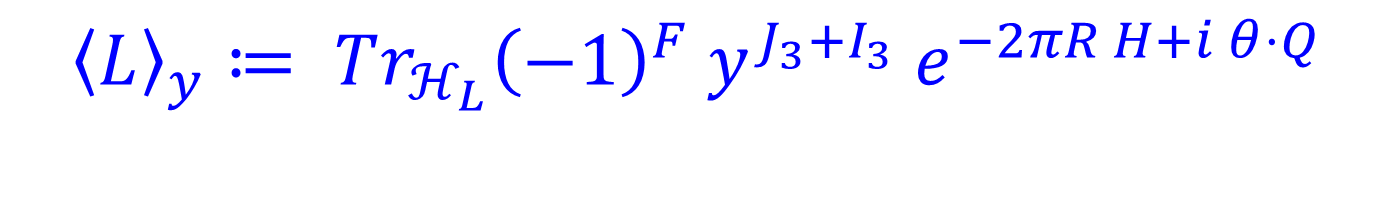 ⟨L⟩_y ≔ Tr_{ℋ_L}(−1)^F y^{J_3+I_3} e^{−2πR H+i θ·Q}